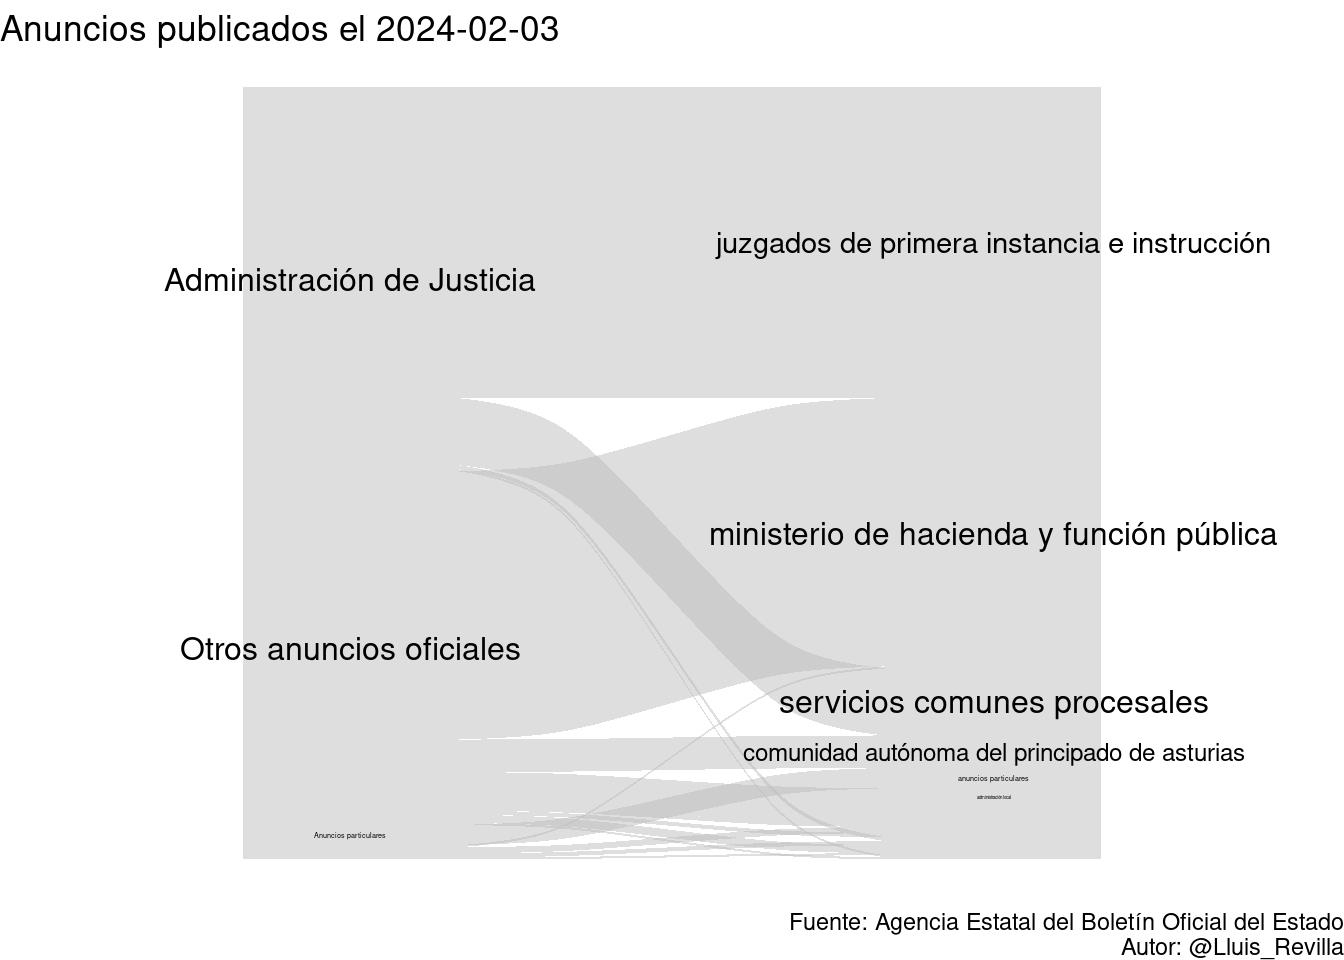 Anuncios publicados el 2024-02-03
juzgados de primera instancia e instrucción
Administración de Justicia
ministerio de hacienda y función pública
Otros anuncios oficiales
servicios comunes procesales
comunidad autónoma del principado de asturias
anuncios particulares
administración local
Anuncios particulares
Fuente: Agencia Estatal del Boletín Oficial del Estado
Autor: @Lluis_Revilla